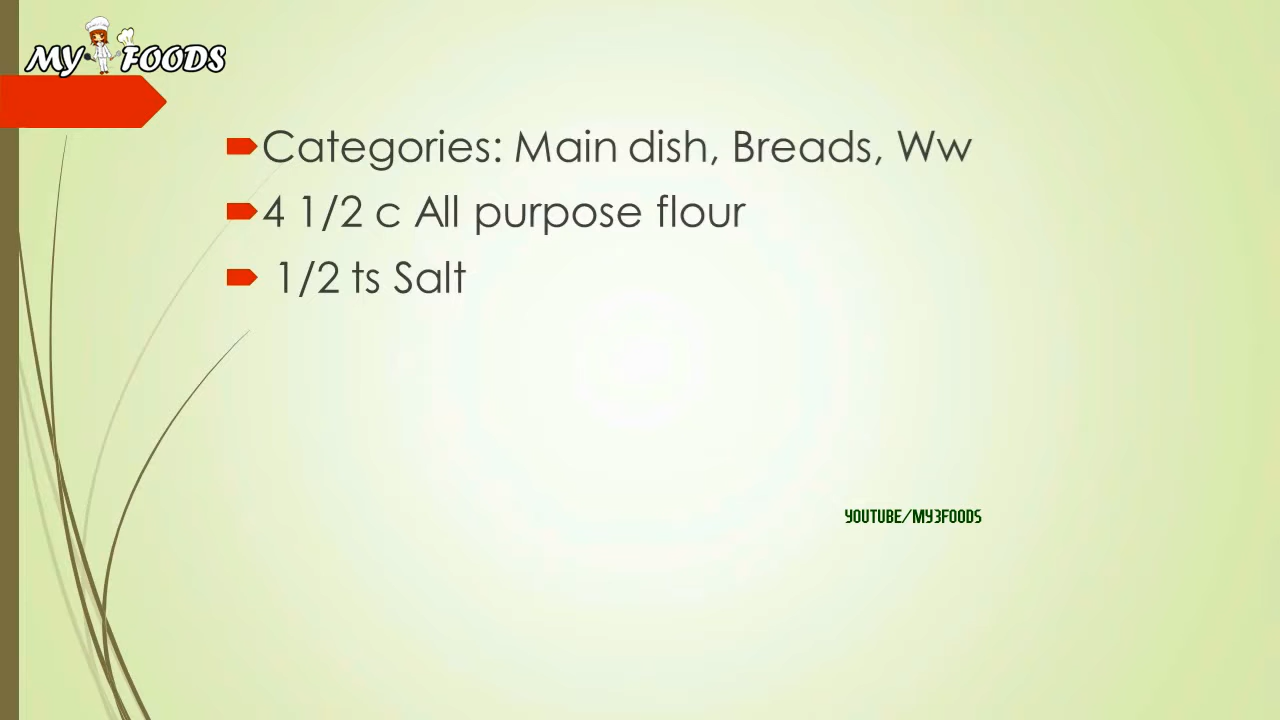 MY FOODS
Categories: Main dish, Breads, Ww
4 1/2 c All purpose flour
1/2 ts Salt
YOUTUBE/MY3FOODS